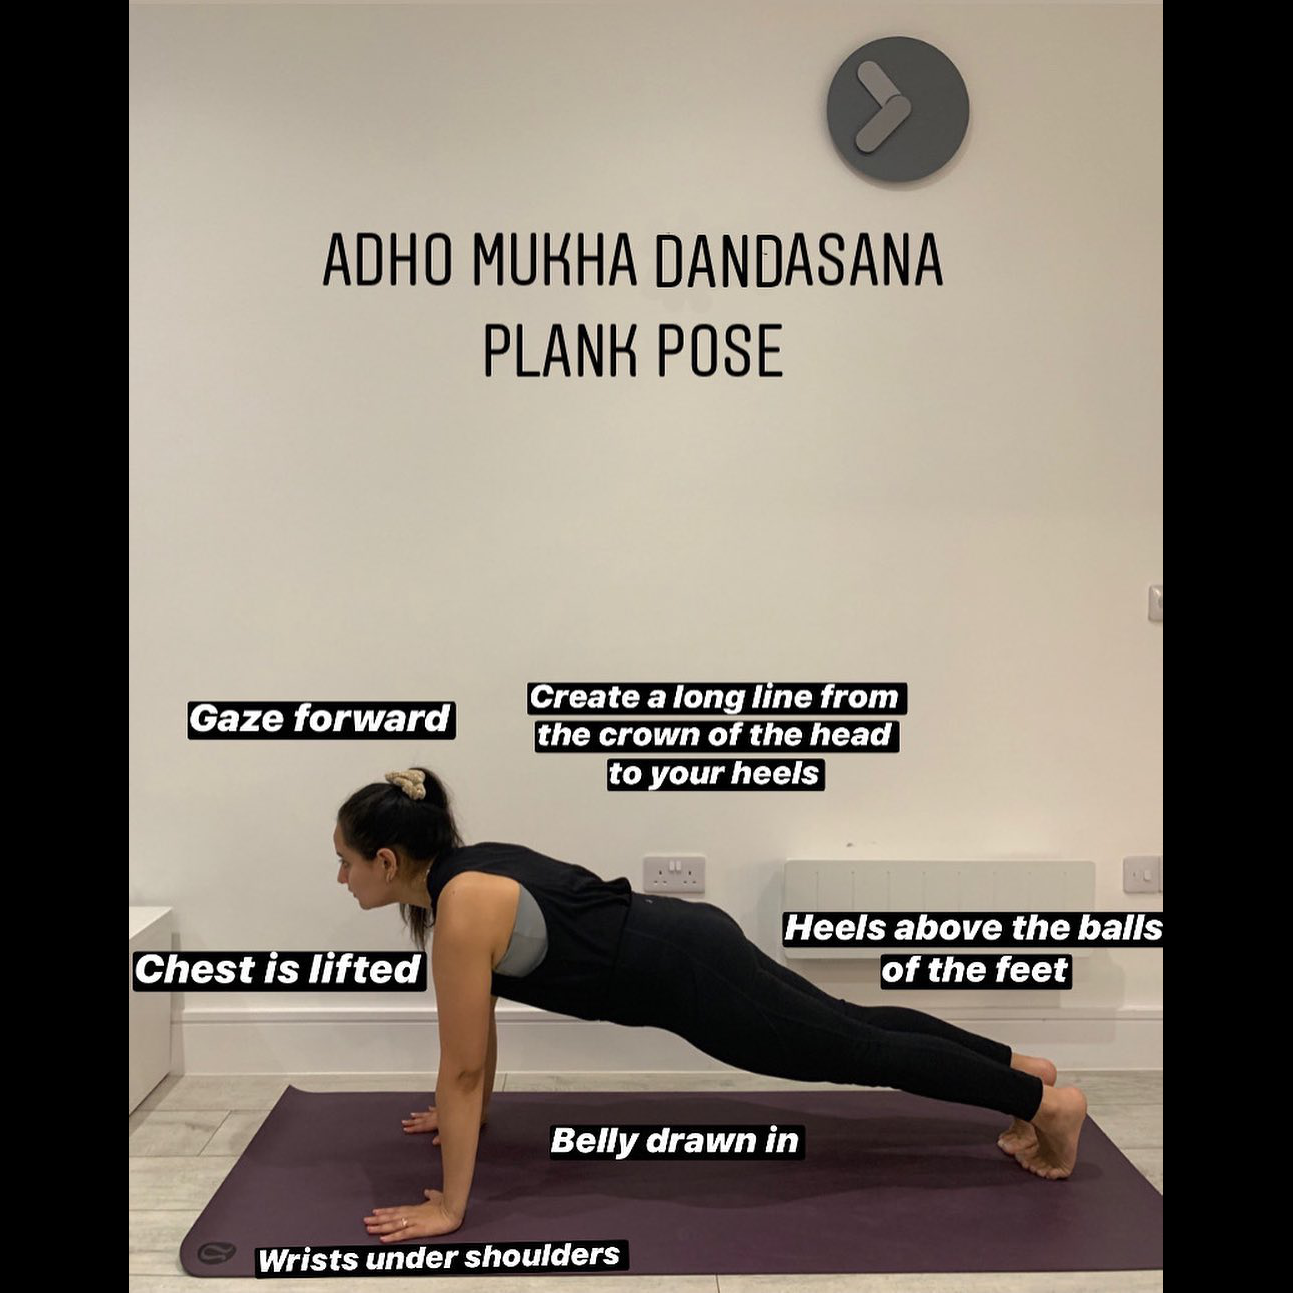 ADHO MUKHA DANDASANA
PLANK POSE
Gaze forward
Create a long line from
the crown of the head
to your heels
Chest is lifted
Heels above the balls
of the feet
Belly drawn in
Wrists under shoulders